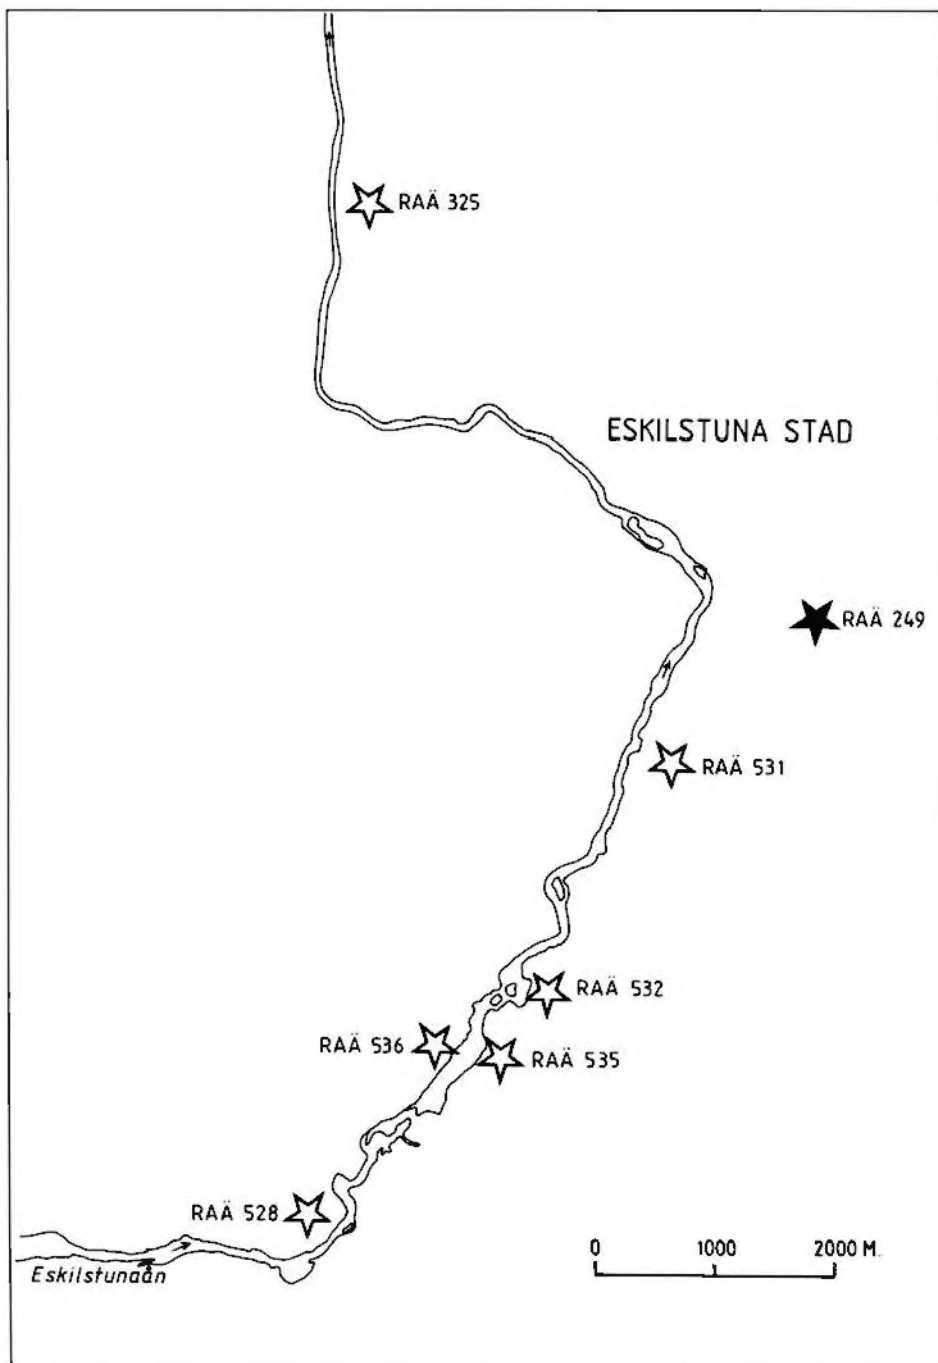 RAÄ 325
ESKILSTUNA STAD
RAÄ 249
RAÄ 531
RAÄ 532
RAÄ 536
RAÄ 535
RAÄ 528
0 1000 2000 M.
Eskilstunaån